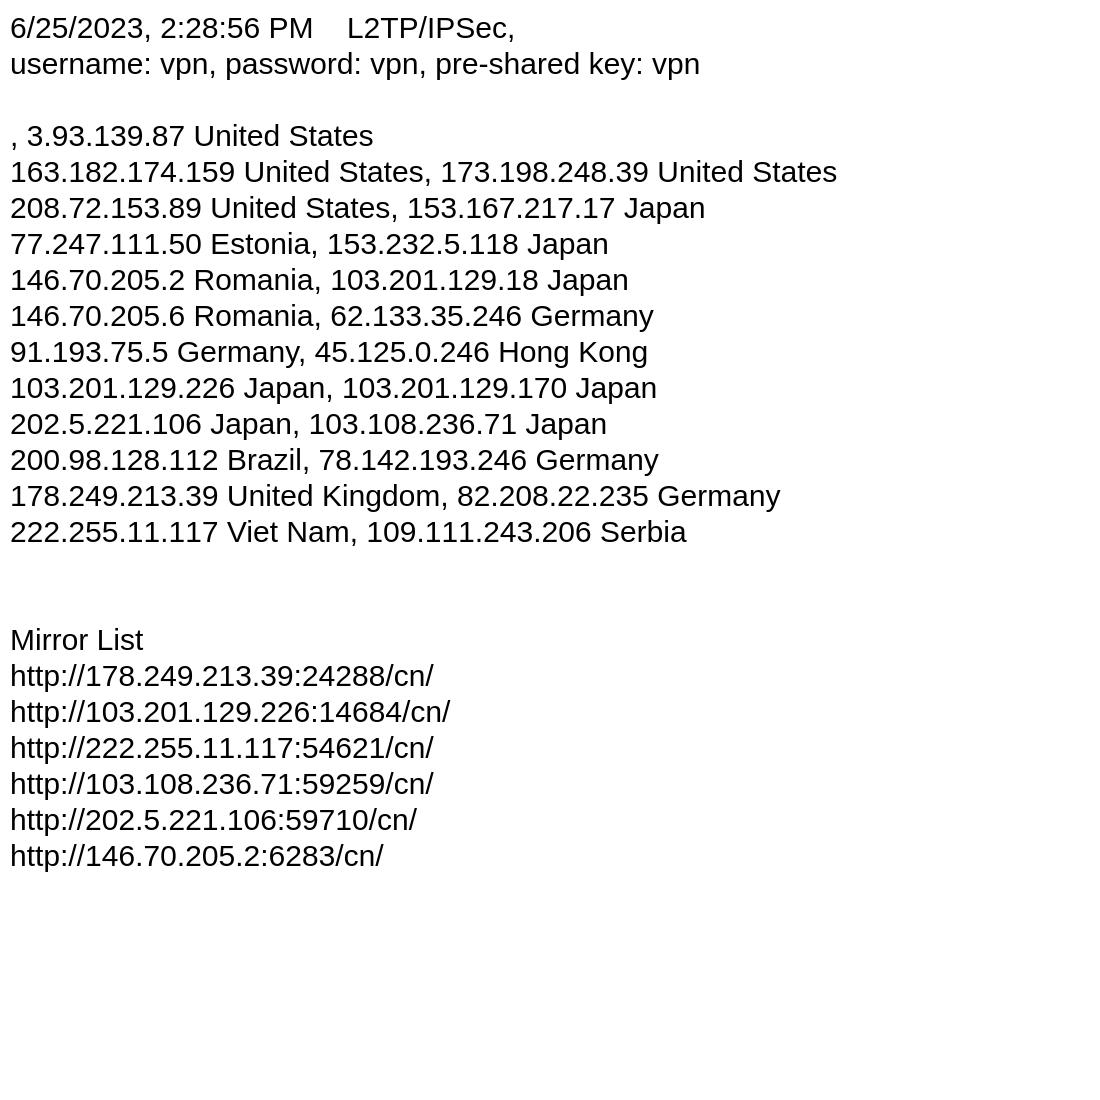 6/25/2023, 2:28:56 PM    L2TP/IPSec,
username: vpn, password: vpn, pre-shared key: vpn
, 3.93.139.87 United States
163.182.174.159 United States, 173.198.248.39 United States
208.72.153.89 United States, 153.167.217.17 Japan
77.247.111.50 Estonia, 153.232.5.118 Japan
146.70.205.2 Romania, 103.201.129.18 Japan
146.70.205.6 Romania, 62.133.35.246 Germany
91.193.75.5 Germany, 45.125.0.246 Hong Kong
103.201.129.226 Japan, 103.201.129.170 Japan
202.5.221.106 Japan, 103.108.236.71 Japan
200.98.128.112 Brazil, 78.142.193.246 Germany
178.249.213.39 United Kingdom, 82.208.22.235 Germany
222.255.11.117 Viet Nam, 109.111.243.206 Serbia
Mirror List
http://178.249.213.39:24288/cn/
http://103.201.129.226:14684/cn/
http://222.255.11.117:54621/cn/
http://103.108.236.71:59259/cn/
http://202.5.221.106:59710/cn/
http://146.70.205.2:6283/cn/